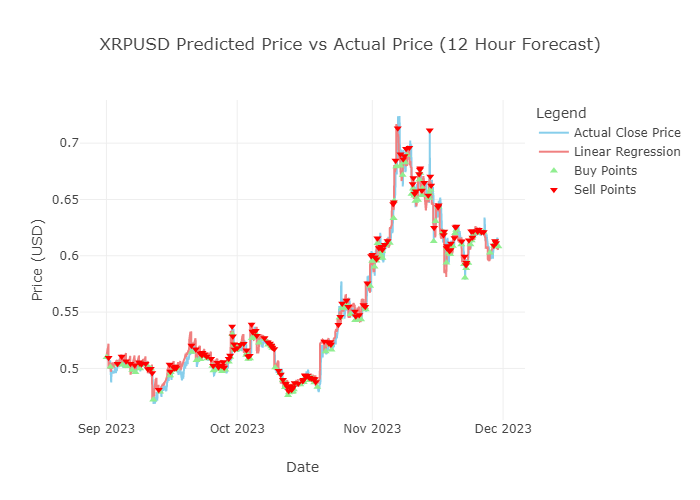 XRPUSD Predicted Price vs Actual Price (12 Hour Forecast)
Legend
Actual Close Price
Linear Regression
Buy Points
Sell Points
Price (USD)
0.7
0.65
0.6
0.55
0.5
Sep 2023
Oct 2023
Nov 2023
Dec 2023
Date